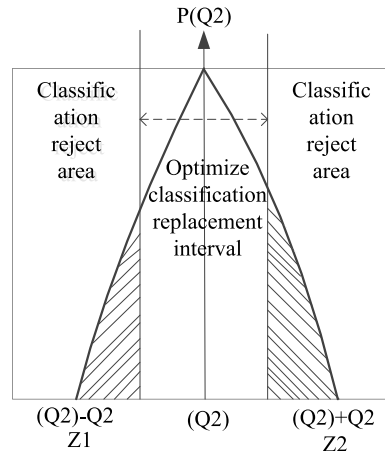 P(Q2)
Classific
ation
reject
area
Classific
ation
reject
area
Optimize
classification
replacement
interval
(Q2)-Q2
Z1
(Q2)
(Q2)+Q2
Z2